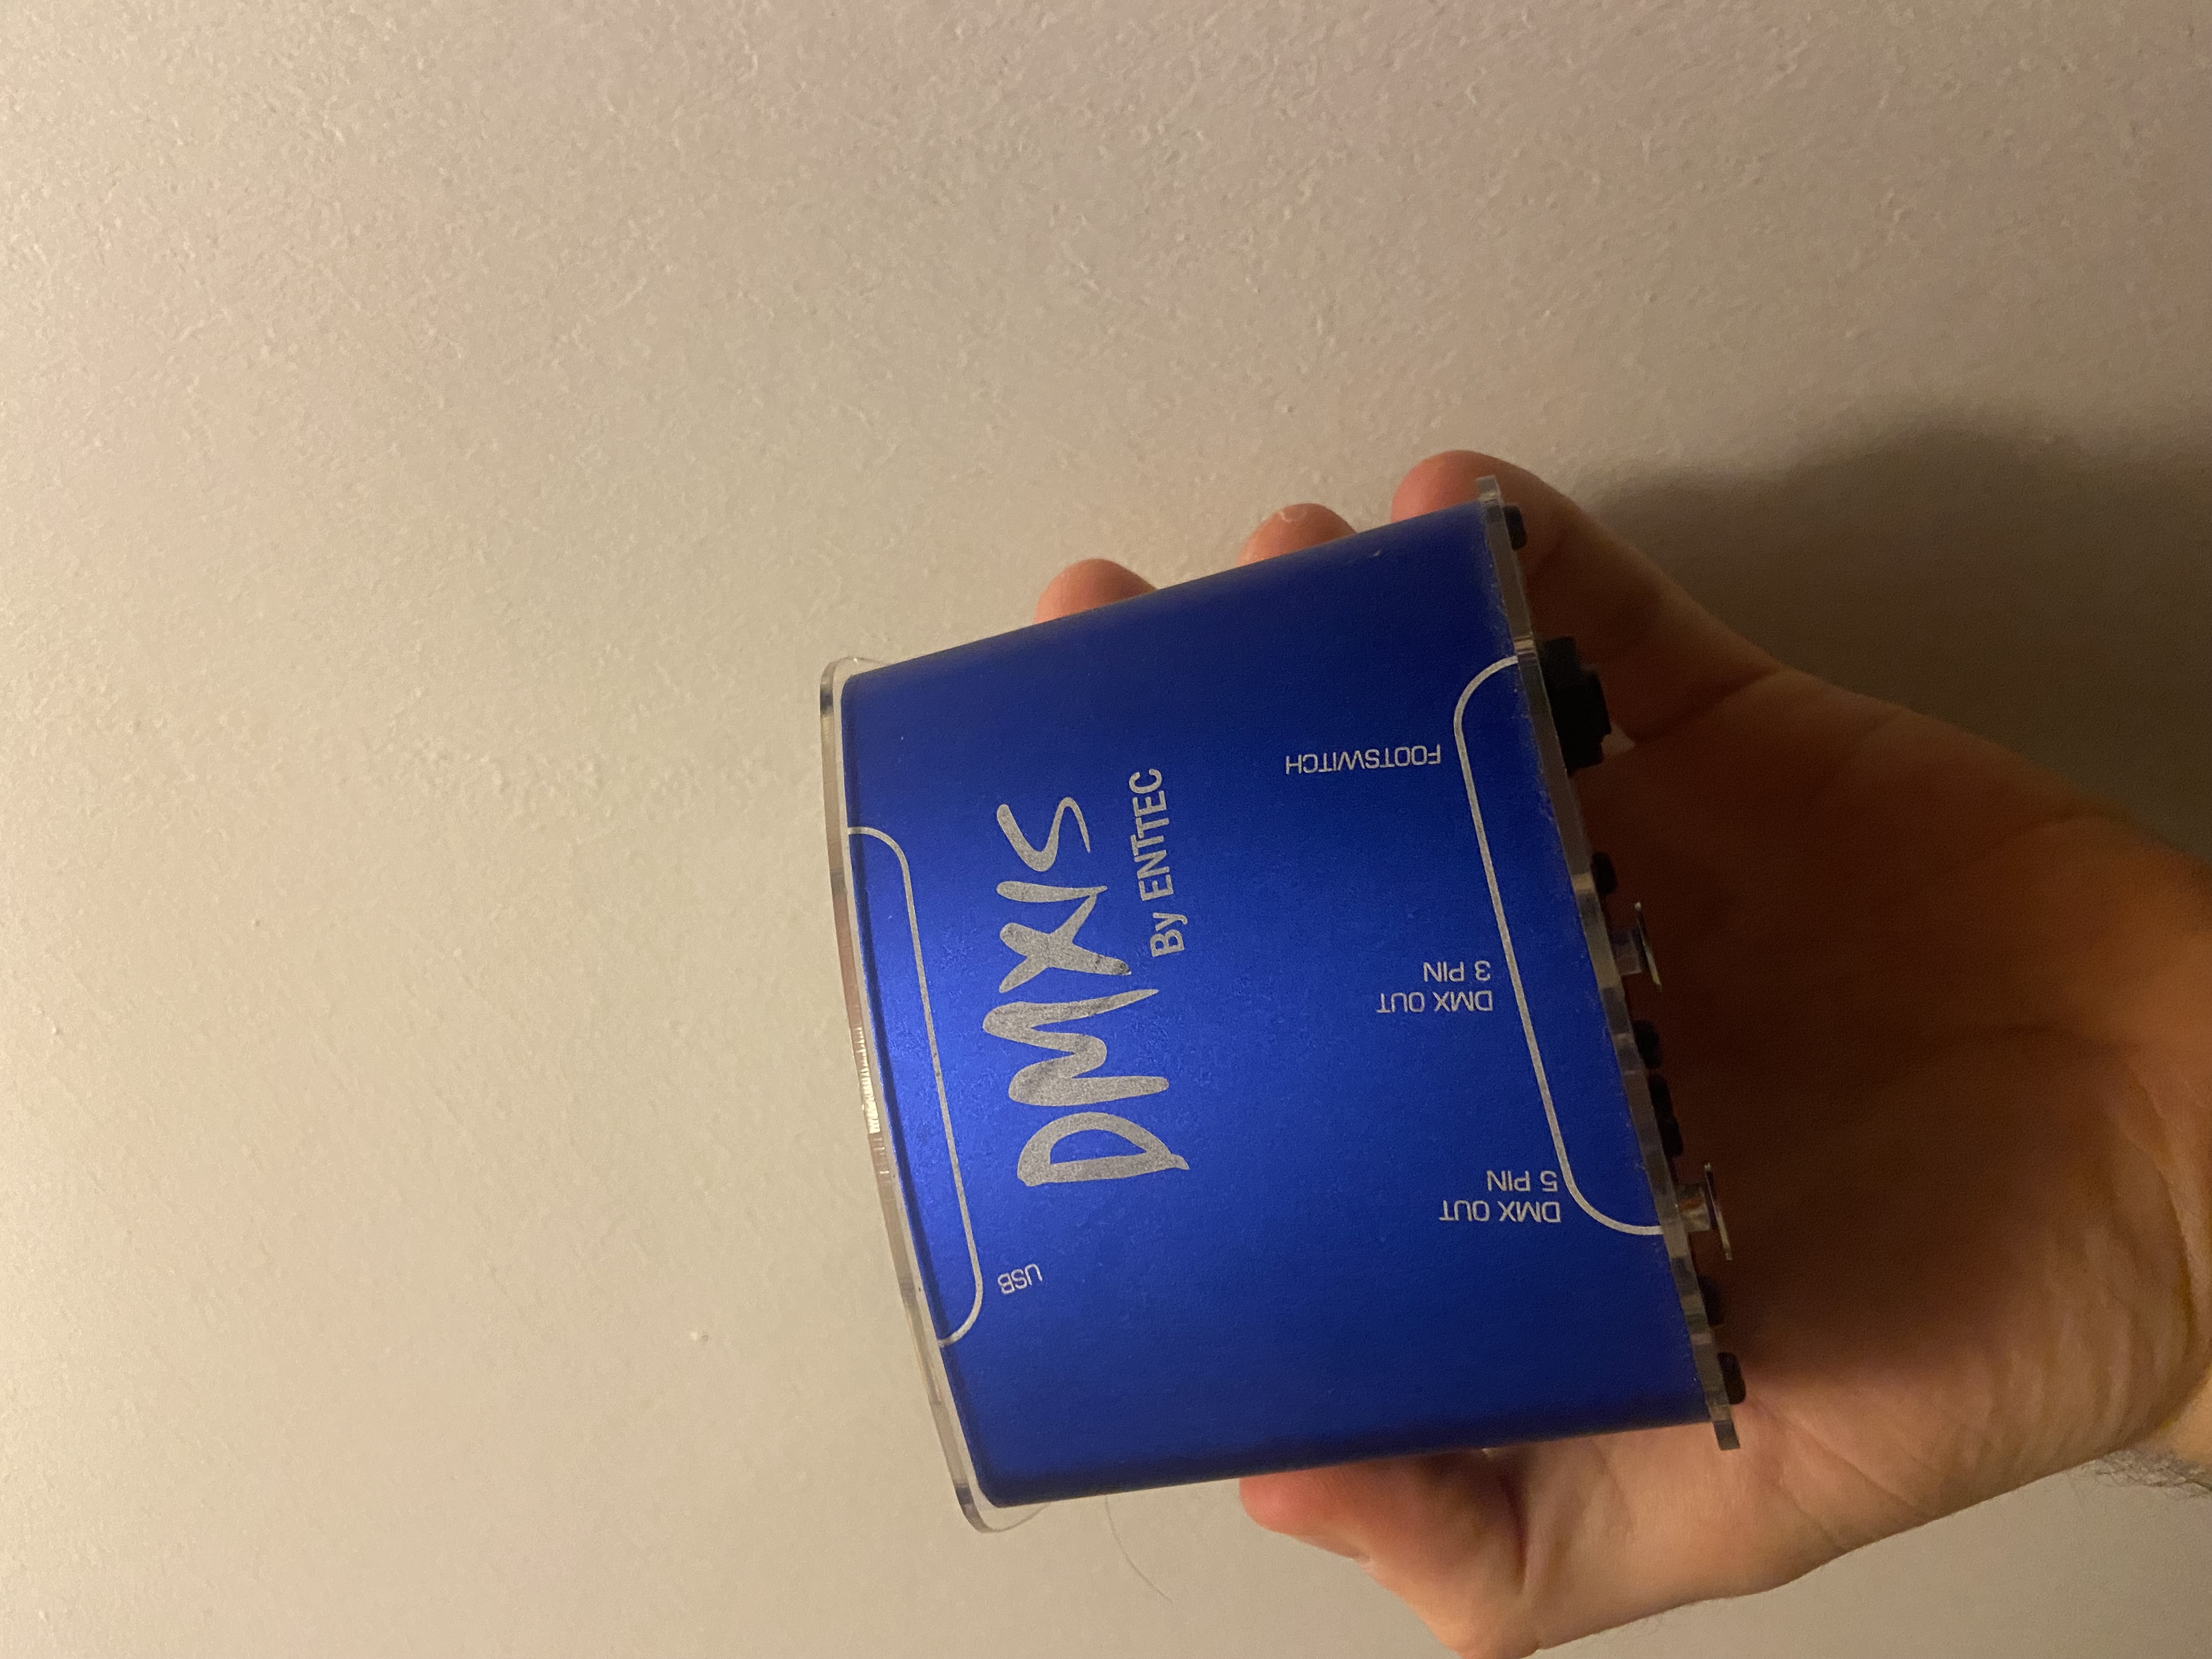 DMXIS
By ENTTEC
USB
FOOTSWITCH
DMX OUT
3 PIN
DMX OUT
5 PIN